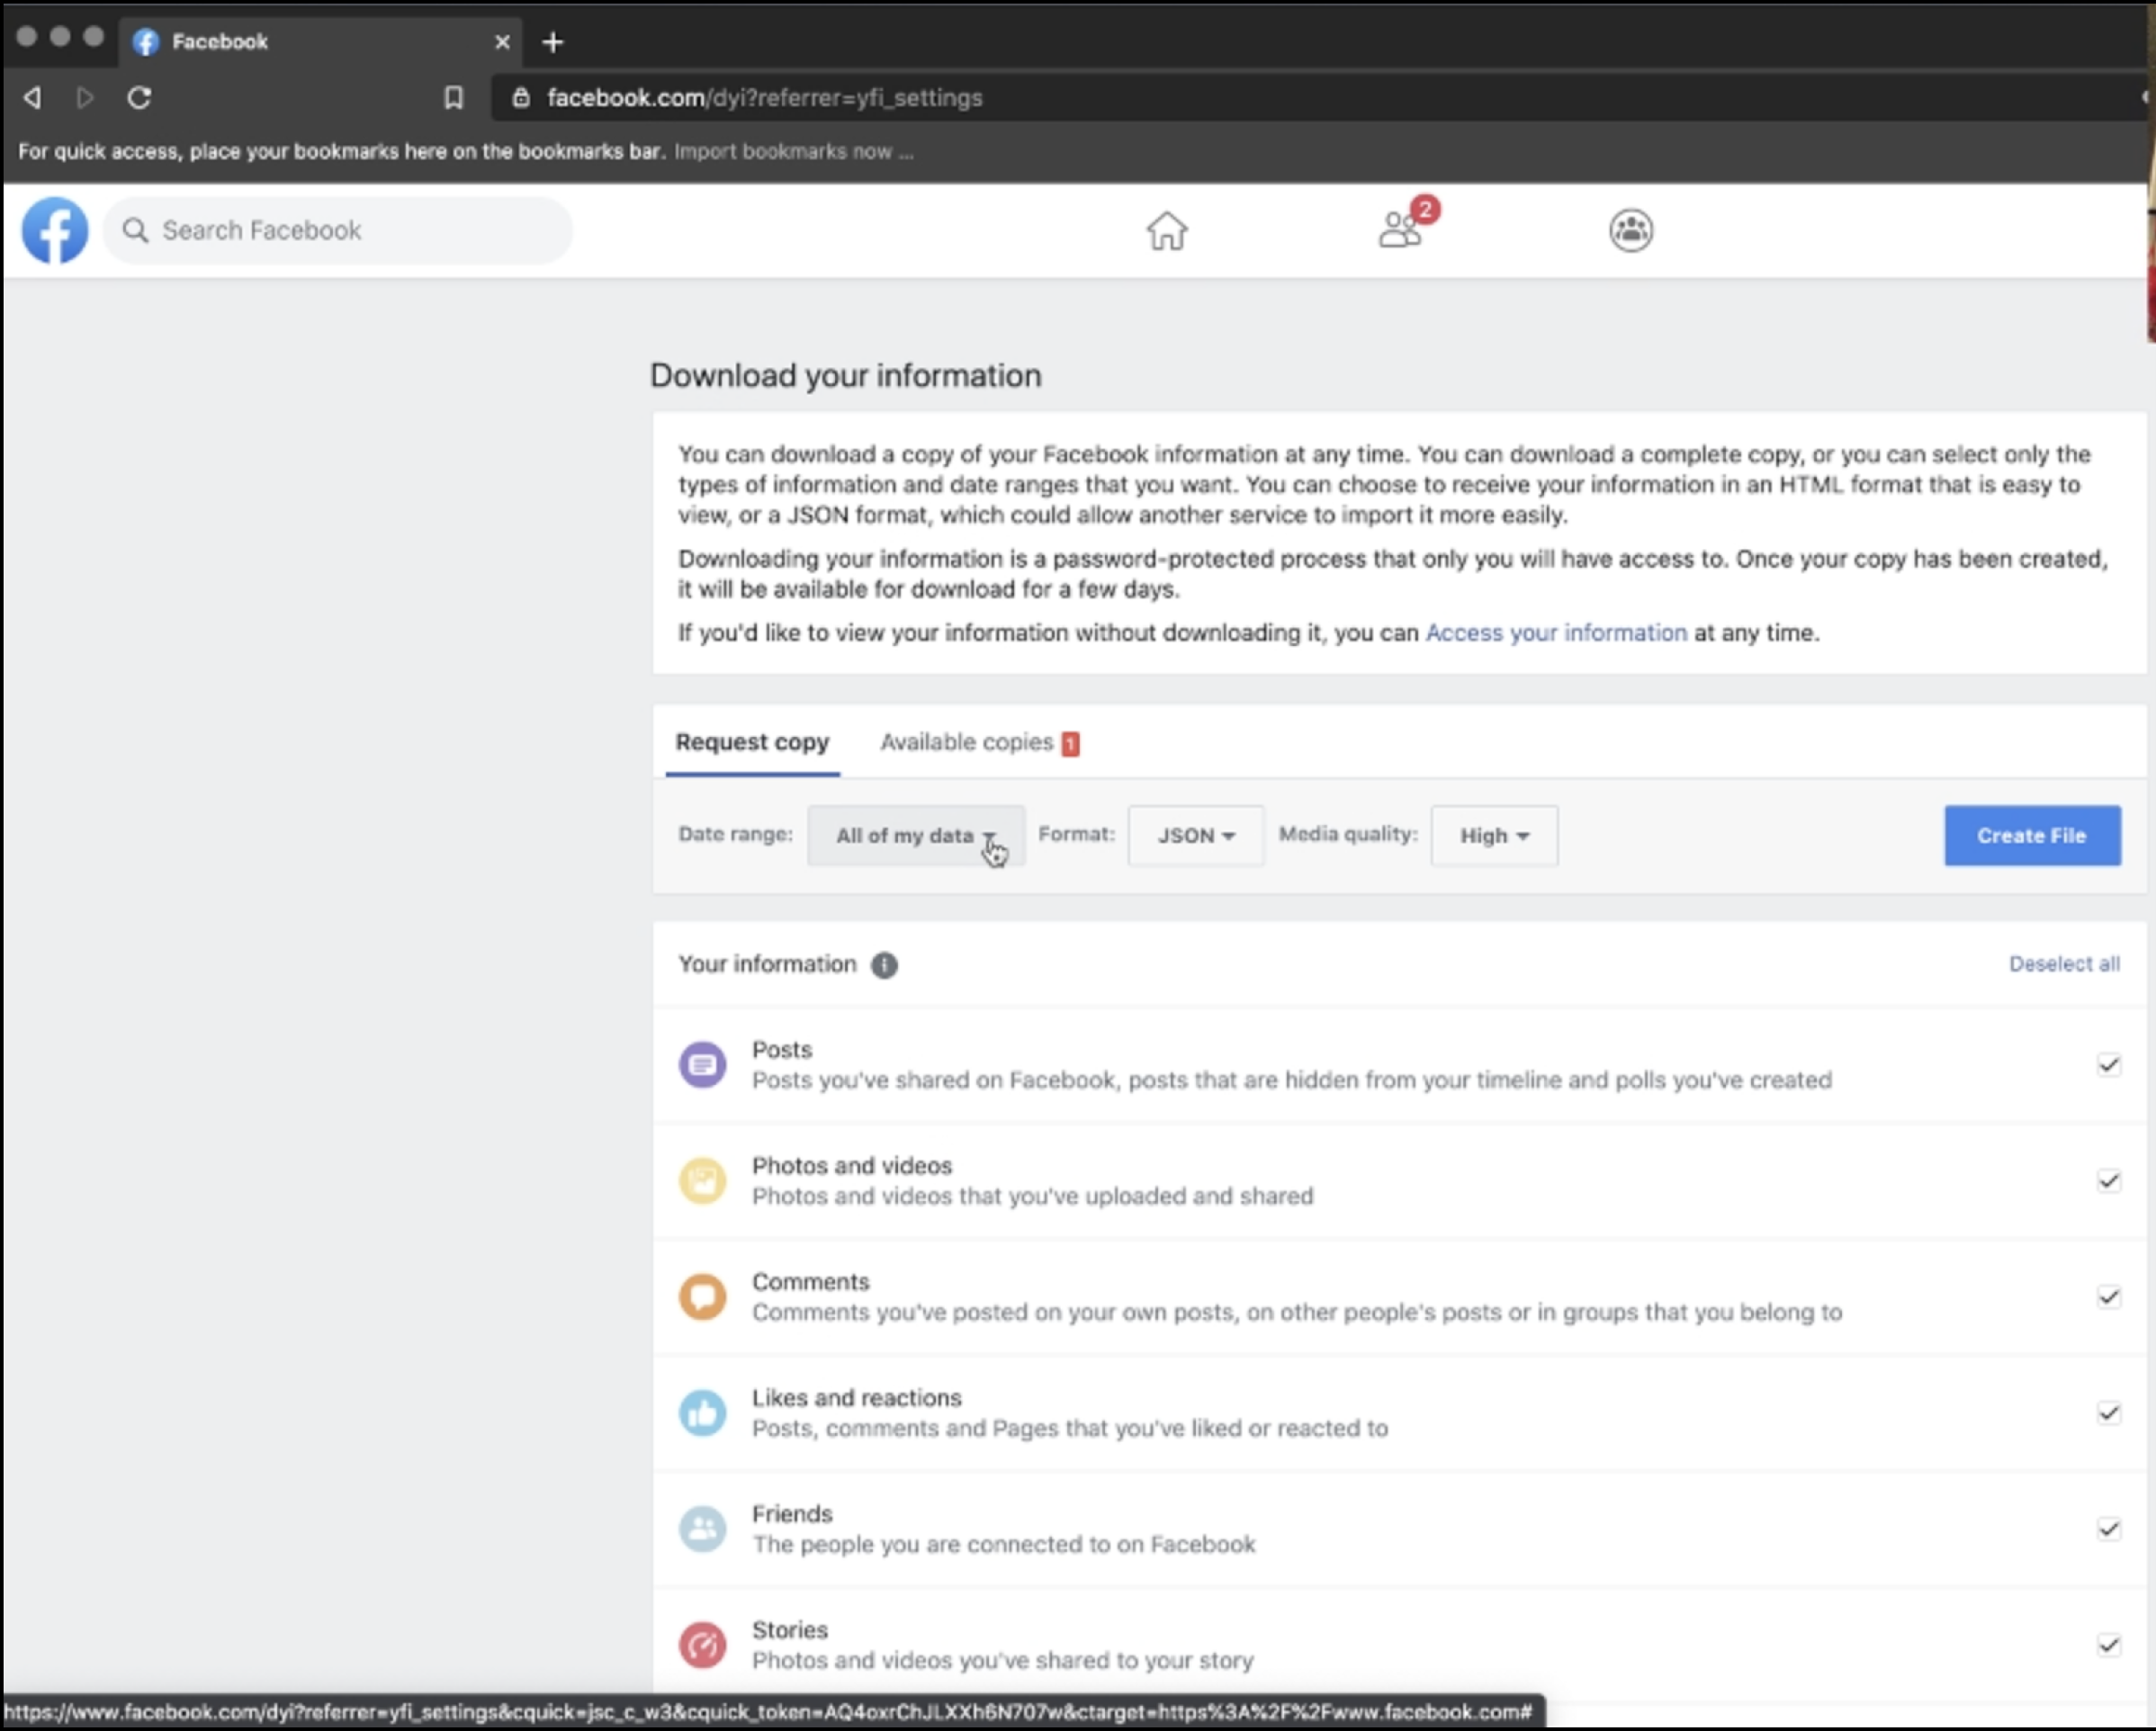 Facebook
facebook.com/dyi?referrer=yfi_settings
For quick access, place your bookmarks here on the bookmarks bar. Import bookmarks now ...
Search Facebook
2
Download your information
You can download a copy of your Facebook information at any time. You can download a complete copy, or you can select only the
types of information and date ranges that you want. You can choose to receive your information in an HTML format that is easy to
view, or a JSON format, which could allow another service to import it more easily.
Downloading your information is a password-protected process that only you will have access to. Once your copy has been created,
it will be available for download for a few days.
If you'd like to view your information without downloading it, you can Access your information at any time.
Request copy Available copies 1
Date range: All of my data Format: JSON Media quality: High Create File
Your information Deselect all
Posts
Posts you've shared on Facebook, posts that are hidden from your timeline and polls you've created
Photos and videos
Photos and videos that you've uploaded and shared
Comments
Comments you've posted on your own posts, on other people's posts or in groups that you belong to
Likes and reactions
Posts, comments and Pages that you've liked or reacted to
Friends
The people you are connected to on Facebook
Stories
Photos and videos you've shared to your story
https://www.facebook.com/dyi?referrer=yfi_settings&cquick=jsc_c_w3&cquick_token=AQ4oxrChJLXXh6N707w&ctarget=https%3A%2F%2Fwww.facebook.com#